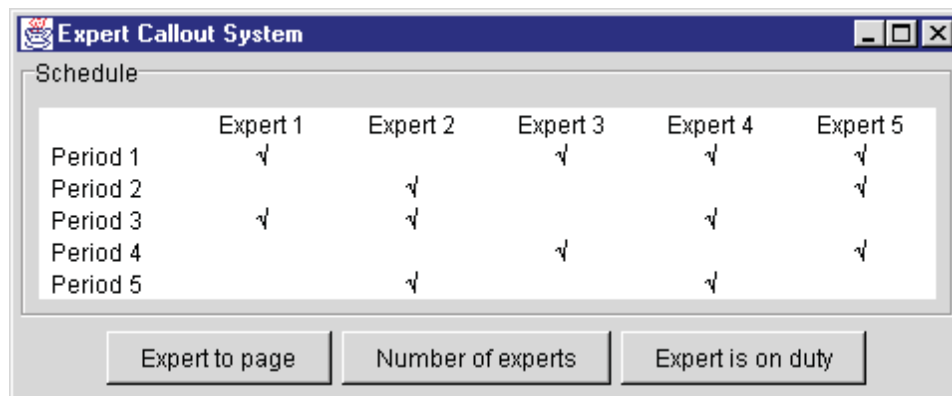 Expert Callout System
Schedule
Expert 1 Expert 2 Expert 3 Expert 4 Expert 5
Period 1 √ √ √ √
Period 2 √ √
Period 3 √ √ √
Period 4 √ √
Period 5 √ √
Expert to page Number of experts Expert is on duty